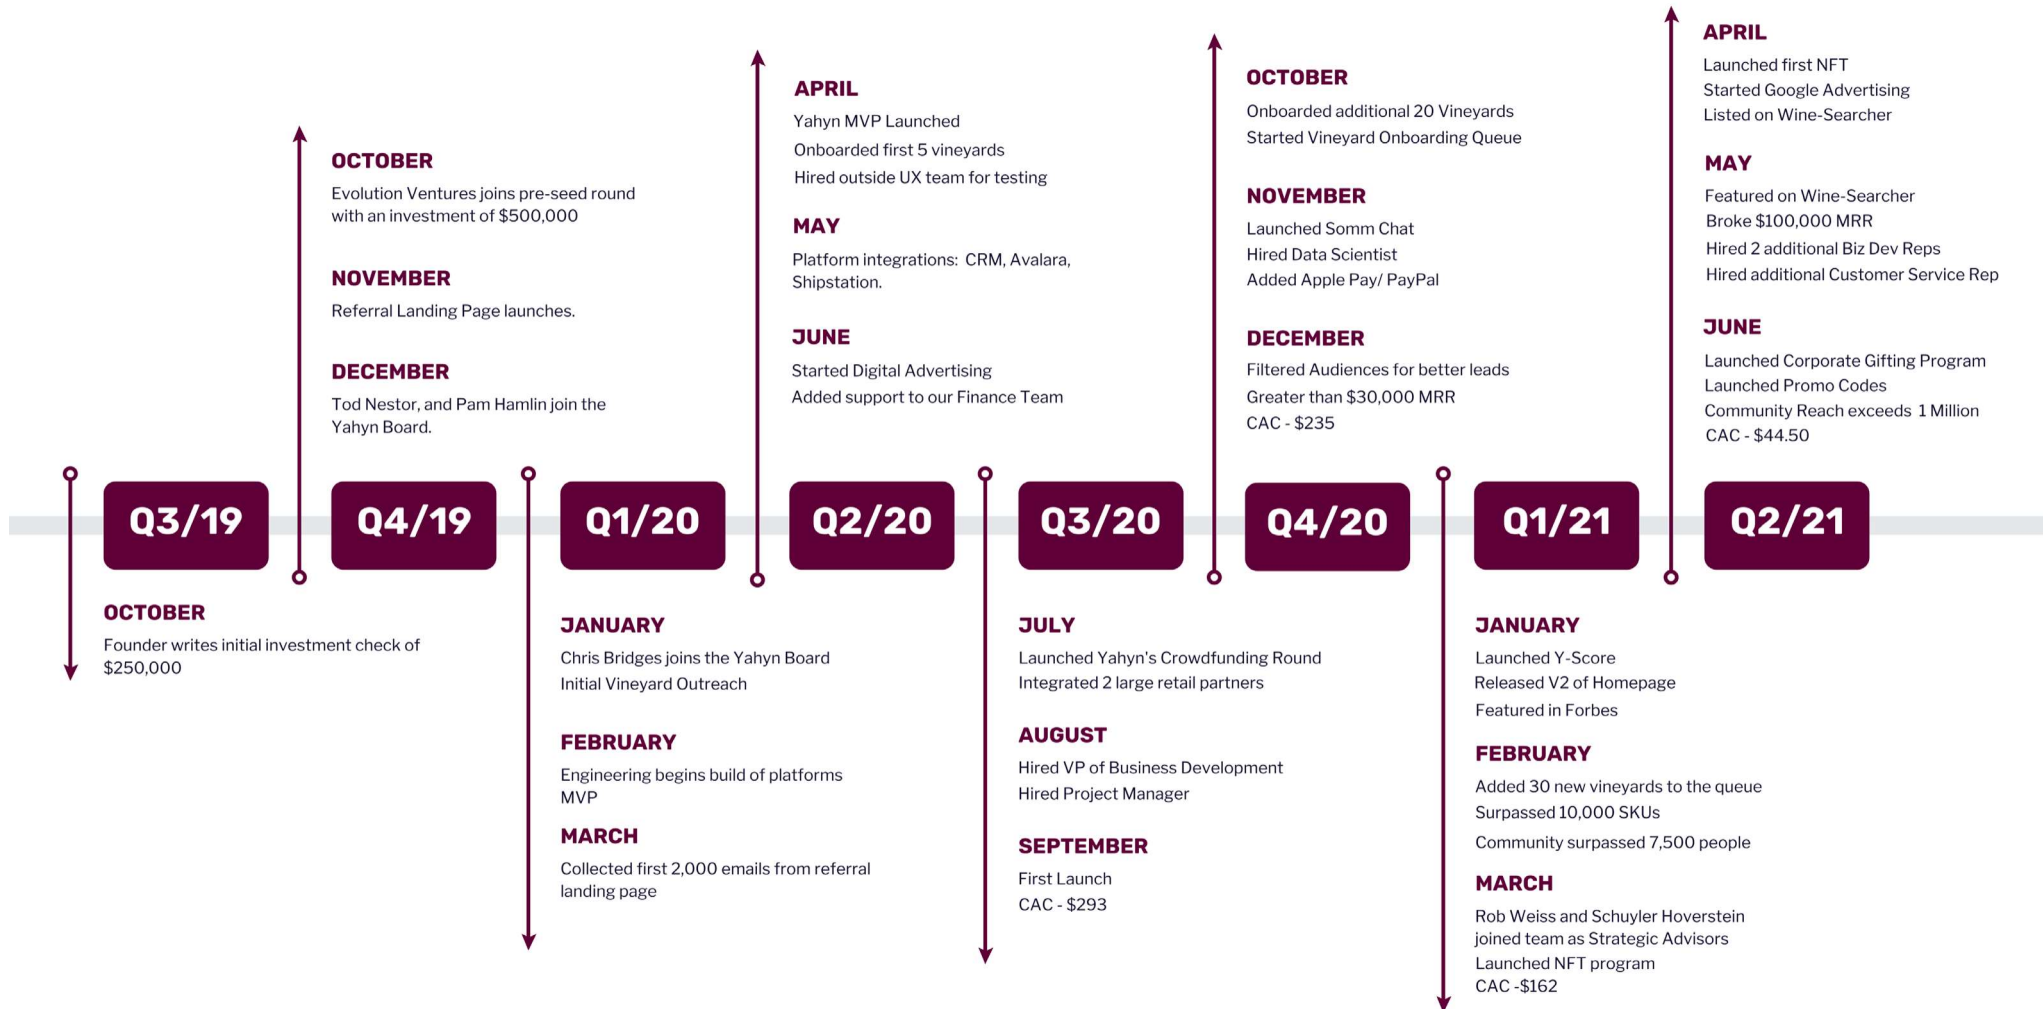 Q3/19
OCTOBER
Founder writes initial investment check of
$250,000
Q4/19
OCTOBER
Evolution Ventures joins pre-seed round
with an investment of $500,000
NOVEMBER
Referral Landing Page launches.
DECEMBER
Tod Nestor, and Pam Hamlin join the
Yahyn Board.
Q1/20
JANUARY
Chris Bridges joins the Yahyn Board
Initial Vineyard Outreach
FEBRUARY
Engineering begins build of platforms
MVP
MARCH
Collected first 2,000 emails from referral
landing page
Q2/20
APRIL
Yahyn MVP Launched
Onboarded first 5 vineyards
Hired outside UX team for testing
MAY
Platform integrations: CRM, Avalara,
Shipstation.
JUNE
Started Digital Advertising
Added support to our Finance Team
Q3/20
JULY
Launched Yahyn's Crowdfunding Round
Integrated 2 large retail partners
AUGUST
Hired VP of Business Development
Hired Project Manager
SEPTEMBER
First Launch
CAC - $293
Q4/20
OCTOBER
Onboarded additional 20 Vineyards
Started Vineyard Onboarding Queue
NOVEMBER
Launched Somm Chat
Hired Data Scientist
Added Apple Pay/ PayPal
DECEMBER
Filtered Audiences for better leads
Greater than $30,000 MRR
CAC - $235
Q1/21
JANUARY
Launched Y-Score
Released V2 of Homepage
Featured in Forbes
FEBRUARY
Added 30 new vineyards to the queue
Surpassed 10,000 SKUs
Community surpassed 7,500 people
MARCH
Rob Weiss and Schuyler Hoverstein
joined team as Strategic Advisors
Launched NFT program
CAC -$162
Q2/21
APRIL
Launched first NFT
Started Google Advertising
Listed on Wine-Searcher
MAY
Featured on Wine-Searcher
Broke $100,000 MRR
Hired 2 additional Biz Dev Reps
Hired additional Customer Service Rep
JUNE
Launched Corporate Gifting Program
Launched Promo Codes
Community Reach exceeds 1 Million
CAC - $44.50